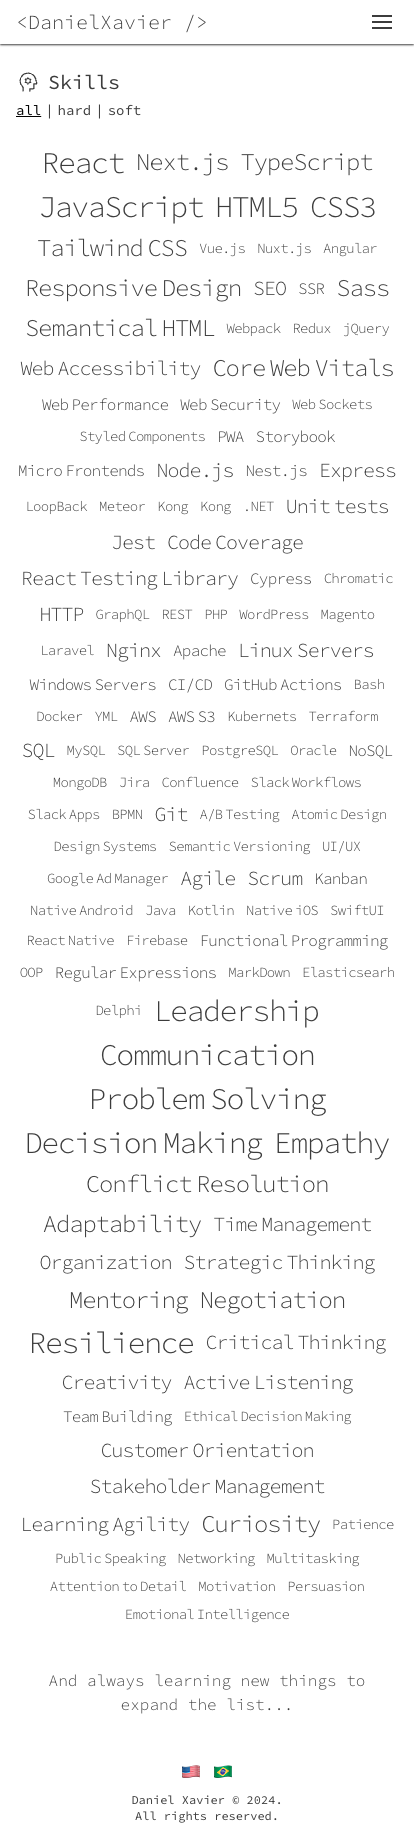 <DanielXavier />
Skills
all | hard | soft
React Next.js TypeScript
JavaScript HTML5 CSS3
Tailwind CSS Vue.js Nuxt.js Angular
Responsive Design SEO SSR Sass
Semantical HTML Webpack Redux jQuery
Web Accessibility Core Web Vitals
Web Performance Web Security Web Sockets
Styled Components PWA Storybook
Micro Frontends Node.js Nest.js Express
LoopBack Meteor Kong Kong .NET Unit tests
Jest Code Coverage
React Testing Library Cypress Chromatic
HTTP GraphQL REST PHP WordPress Magento
Laravel Nginx Apache Linux Servers
Windows Servers CI/CD GitHub Actions Bash
Docker YML AWS AWS S3 Kubernets Terraform
SQL MySQL SQL Server PostgreSQL Oracle NoSQL
MongoDB Jira Confluence Slack Workflows
Slack Apps BPMN Git A/B Testing Atomic Design
Design Systems Semantic Versioning UI/UX
Google Ad Manager Agile Scrum Kanban
Native Android Java Kotlin Native iOS SwiftUI
React Native Firebase Functional Programming
OOP Regular Expressions MarkDown Elasticsearh
Delphi Leadership
Communication
Problem Solving
Decision Making Empathy
Conflict Resolution
Adaptability Time Management
Organization Strategic Thinking
Mentoring Negotiation
Resilience Critical Thinking
Creativity Active Listening
Team Building Ethical Decision Making
Customer Orientation
Stakeholder Management
Learning Agility Curiosity Patience
Public Speaking Networking Multitasking
Attention to Detail Motivation Persuasion
Emotional Intelligence
And always learning new things to
expand the list...
Daniel Xavier © 2024.
All rights reserved.